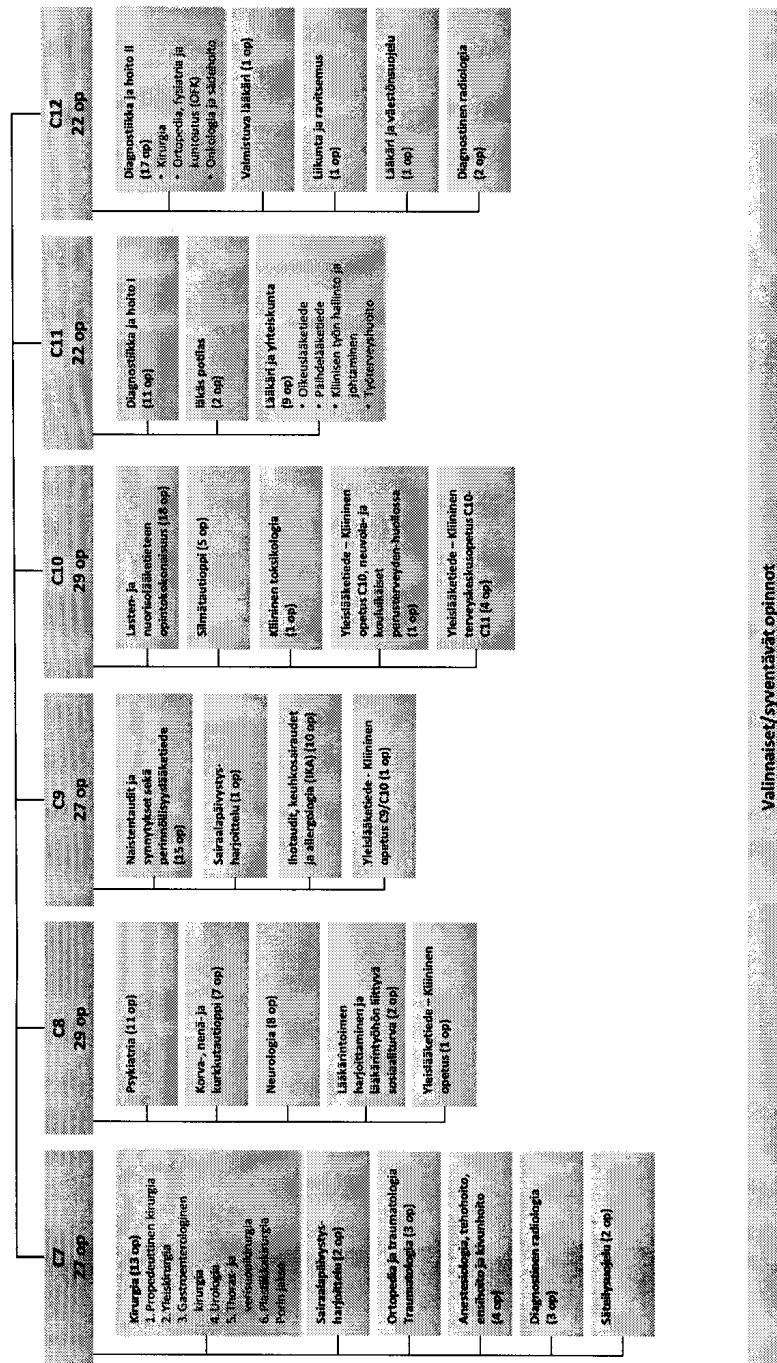 C7
27 op
Kirurgia (13 op)
1. Propedeuttinen kirurgia
2. Yleiskirurgia
3. Gastroenterologinen
kirurgia
4. Urologia
5. Thorax- ja
verisuonikirurgia
6. Plastiikkakirurgia
Porin jakso
Sairaalapäivystys-
harjoittelu (2 op)
Ortopedia ja traumatologia
Traumatologia (3 op)
Anestesiologia, tehohoito,
ensihoito ja kivunhoito
(4 op)
Diagnostinen radiologia
(3 op)
Säteilysuojelu (2 op)
C8
29 op
Psykiatria (11 op)
Korva-, nenä- ja
kurkkutautioppi (7 op)
Neurologia (8 op)
Lääkärintoimen
harjoittaminen ja
lääkärintyöhön liittyvä
sosiaaliturva (2 op)
Yleislääketiede – Kliininen
opetus (1 op)
C9
27 op
Naistentaudit ja
synnytykset sekä
perinnöllisyyslääketiede
(15 op)
Sairaalapäivystys-
harjoittelu (1 op)
Ihotaudit, keuhkosairaudet
ja allergologia (IKA) (10 op)
Yleislääketiede - Kliininen
opetus C9/C10 (1 op)
C10
29 op
Lasten- ja
nuorisolääketieteen
opintokokonaisuus (18 op)
Silmätautioppi (5 op)
Kliininen toksikologia
(1 op)
Yleislääketiede – Kliininen
opetus C10, neuvola- ja
kouluikäiset
perusterveyden-huollossa
(1 op)
Yleislääketiede – Kliininen
terveyskeskusopetus C10-
C11 (4 op)
C11
22 op
Diagnostiikka ja hoito I
(11 op)
Iäkäs potilas
(2 op)
Lääkäri ja yhteiskunta
(9 op)
• Oikeuslääketiede
• Päihdelääketiede
• Kliinisen työn hallinto ja
johtaminen
• Työterveyshuolto
C12
22 op
Diagnostiikka ja hoito II
(17 op)
• Kirurgia
• Ortopedia, fysiatria ja
kuntoutus (OFK)
• Onkologia ja sädehoito
Valmistuva lääkäri (1 op)
Liikunta ja ravitsemus
(1 op)
Lääkäri ja väestönsuojelu
(1 op)
Diagnostinen radiologia
(2 op)
Valinnaiset/syventävät opinnot